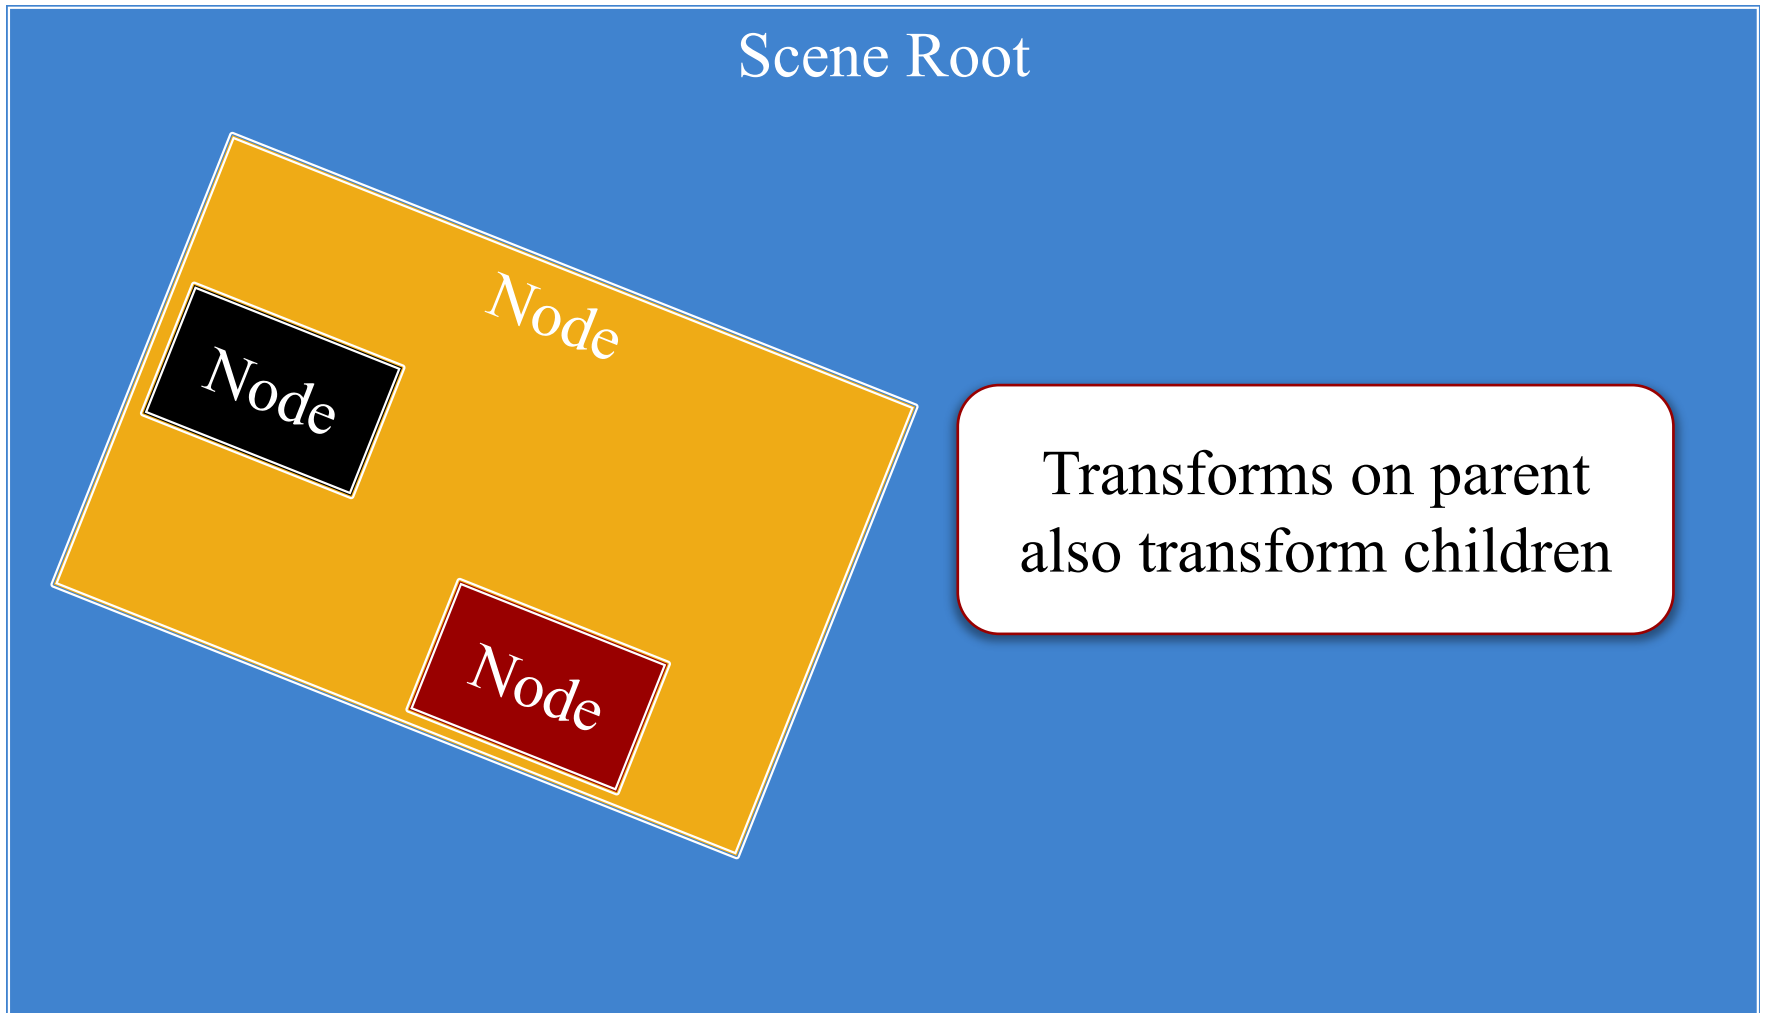 Scene Root
Node
Node
Node
Transforms on parent
also transform children